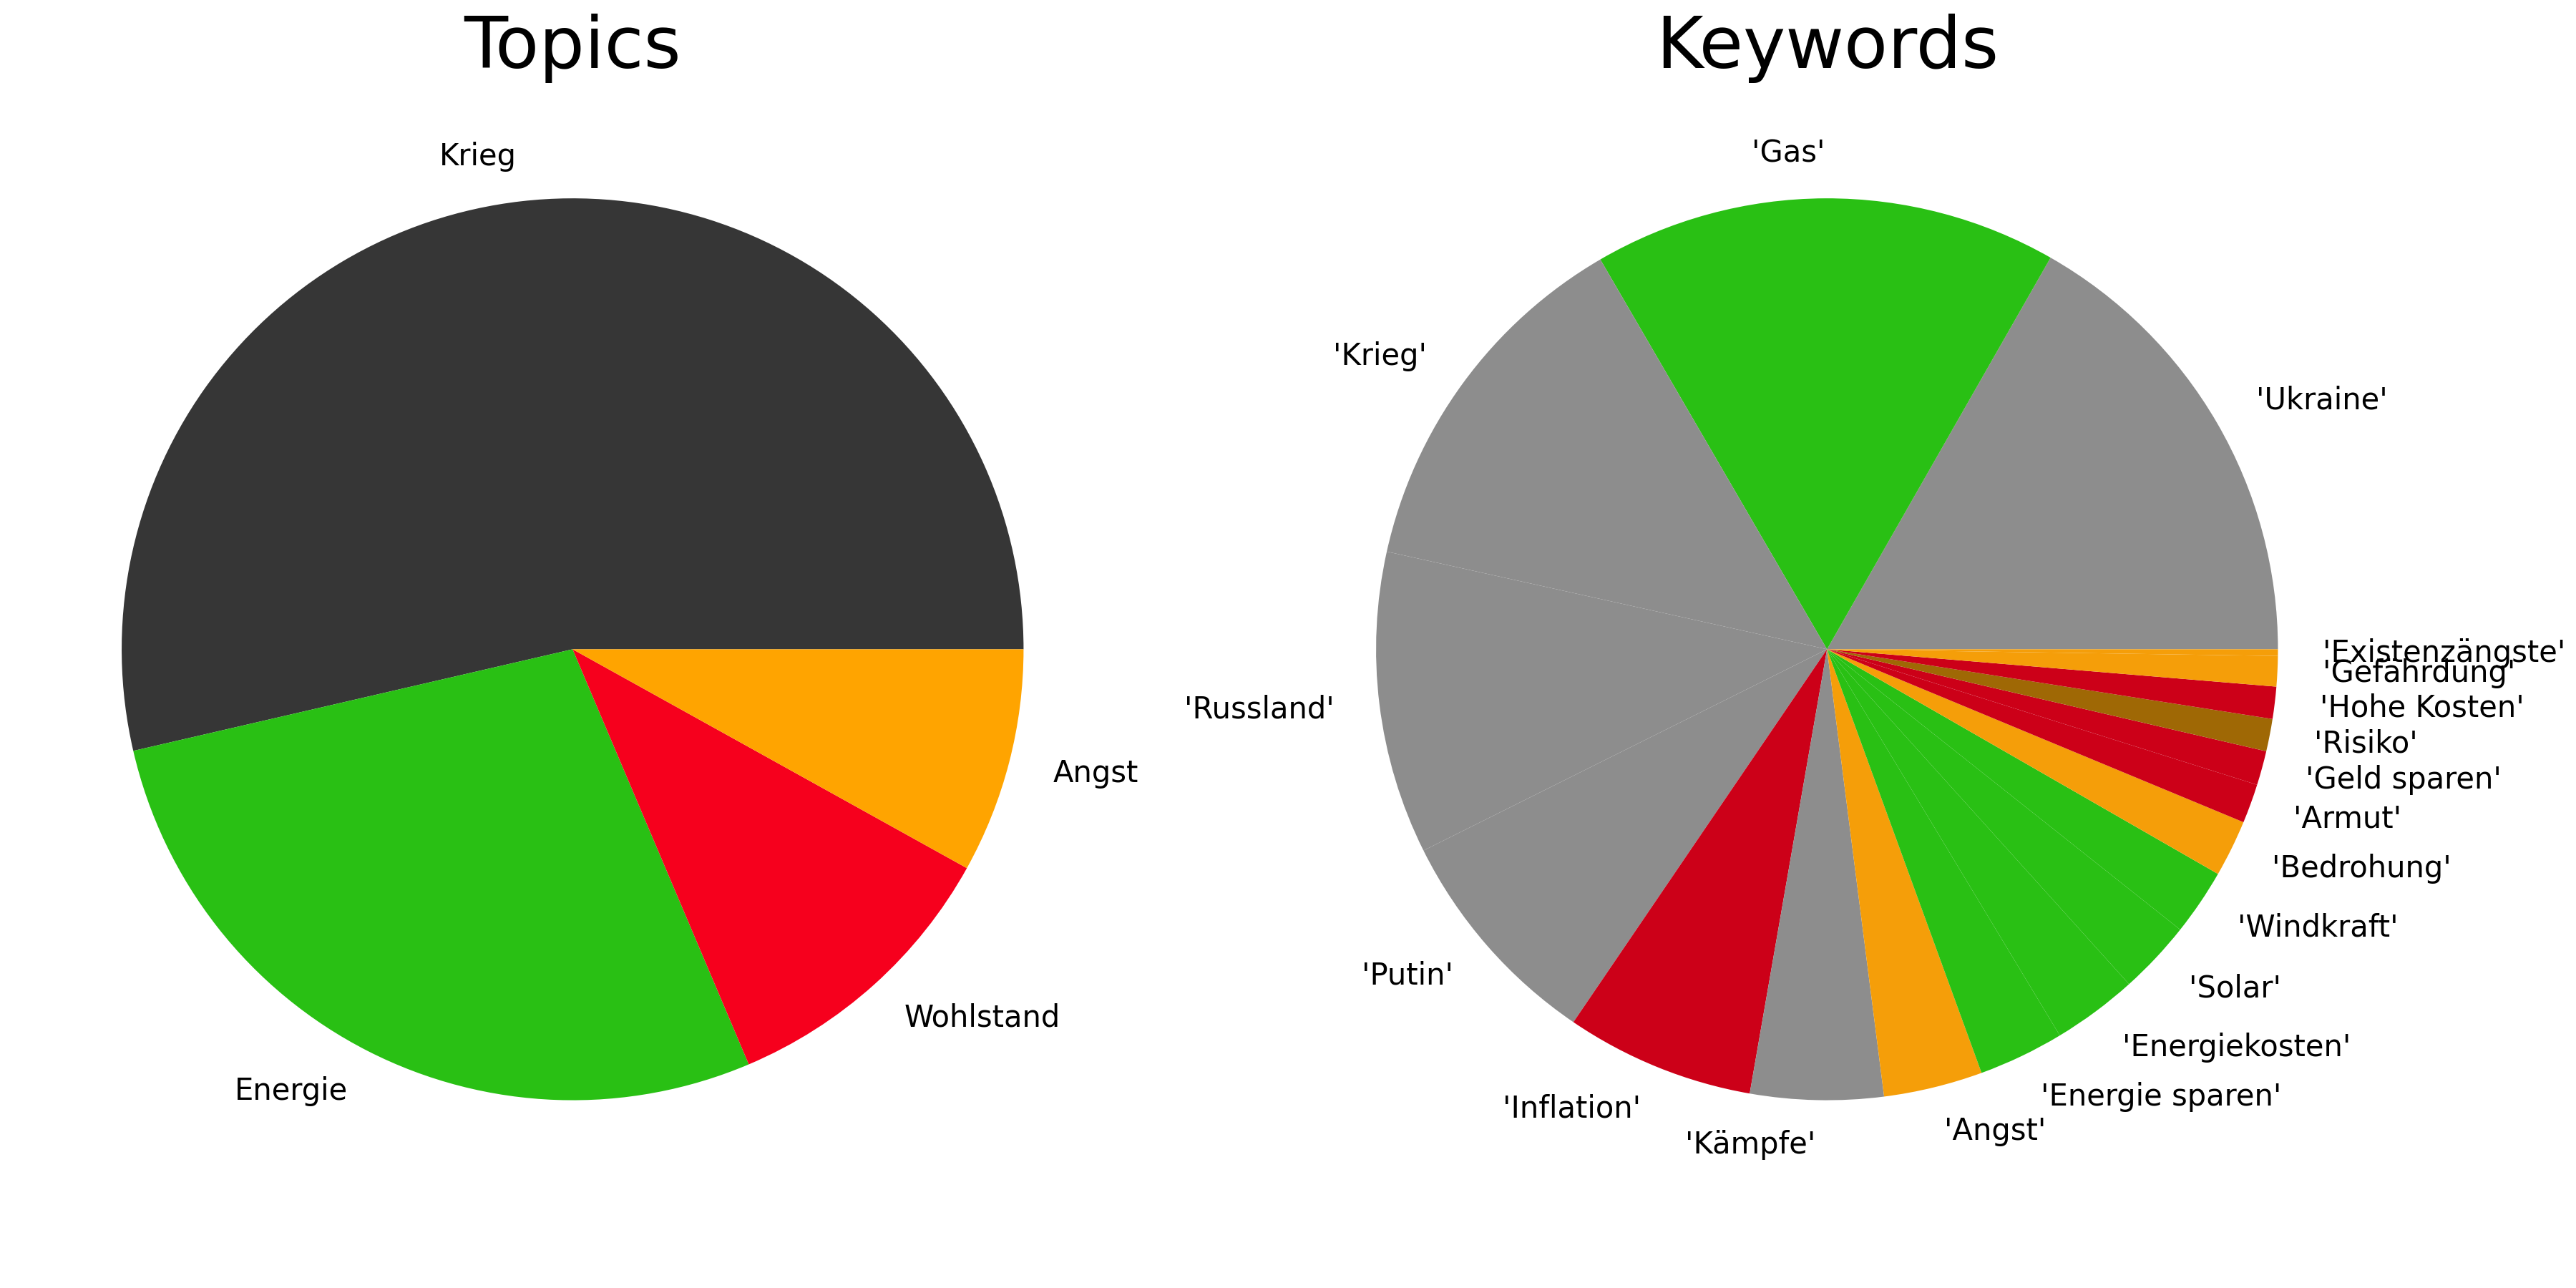 Topics
Krieg
Energie
Wohlstand
Angst
Keywords
'Gas'
'Krieg'
'Ukraine'
'Russland'
'Putin'
'Inflation'
'Kämpfe'
'Angst'
'Energie sparen'
'Energiekosten'
'Solar'
'Windkraft'
'Bedrohung'
'Armut'
'Geld sparen'
'Risiko'
'Hohe Kosten'
'Gefährdung'
'Existenzängste'